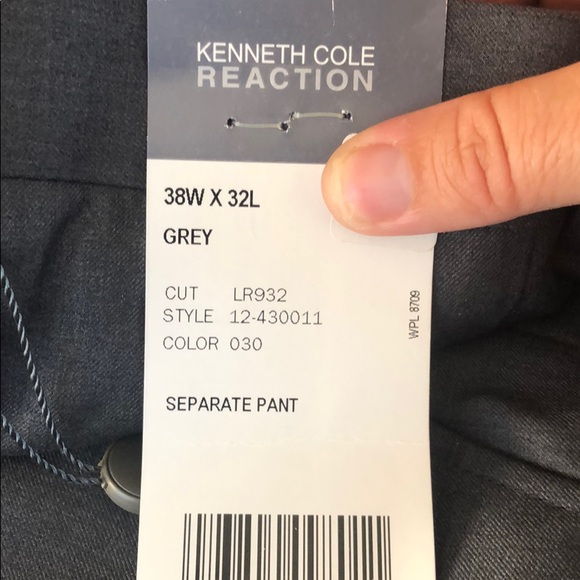 KENNETH COLE
REACTION
38W X 32L
GREY
CUT LR932
STYLE 12-430011
COLOR 030
WPL 8709
SEPARATE PANT